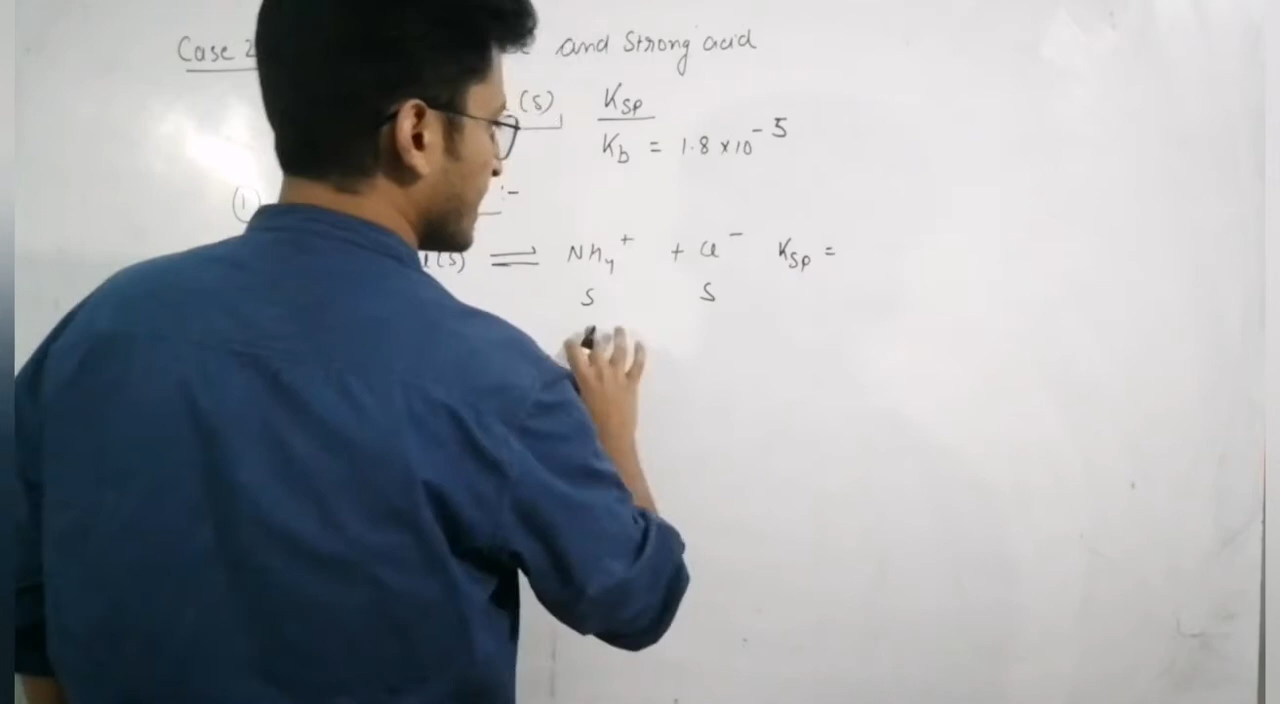 Case 2 and Strong acid
(s) Ksp
Kb = 1.8 × 10⁻⁵
① :-
(s) ⇌ NH₄⁺ + Cl⁻ Ksp =
S S